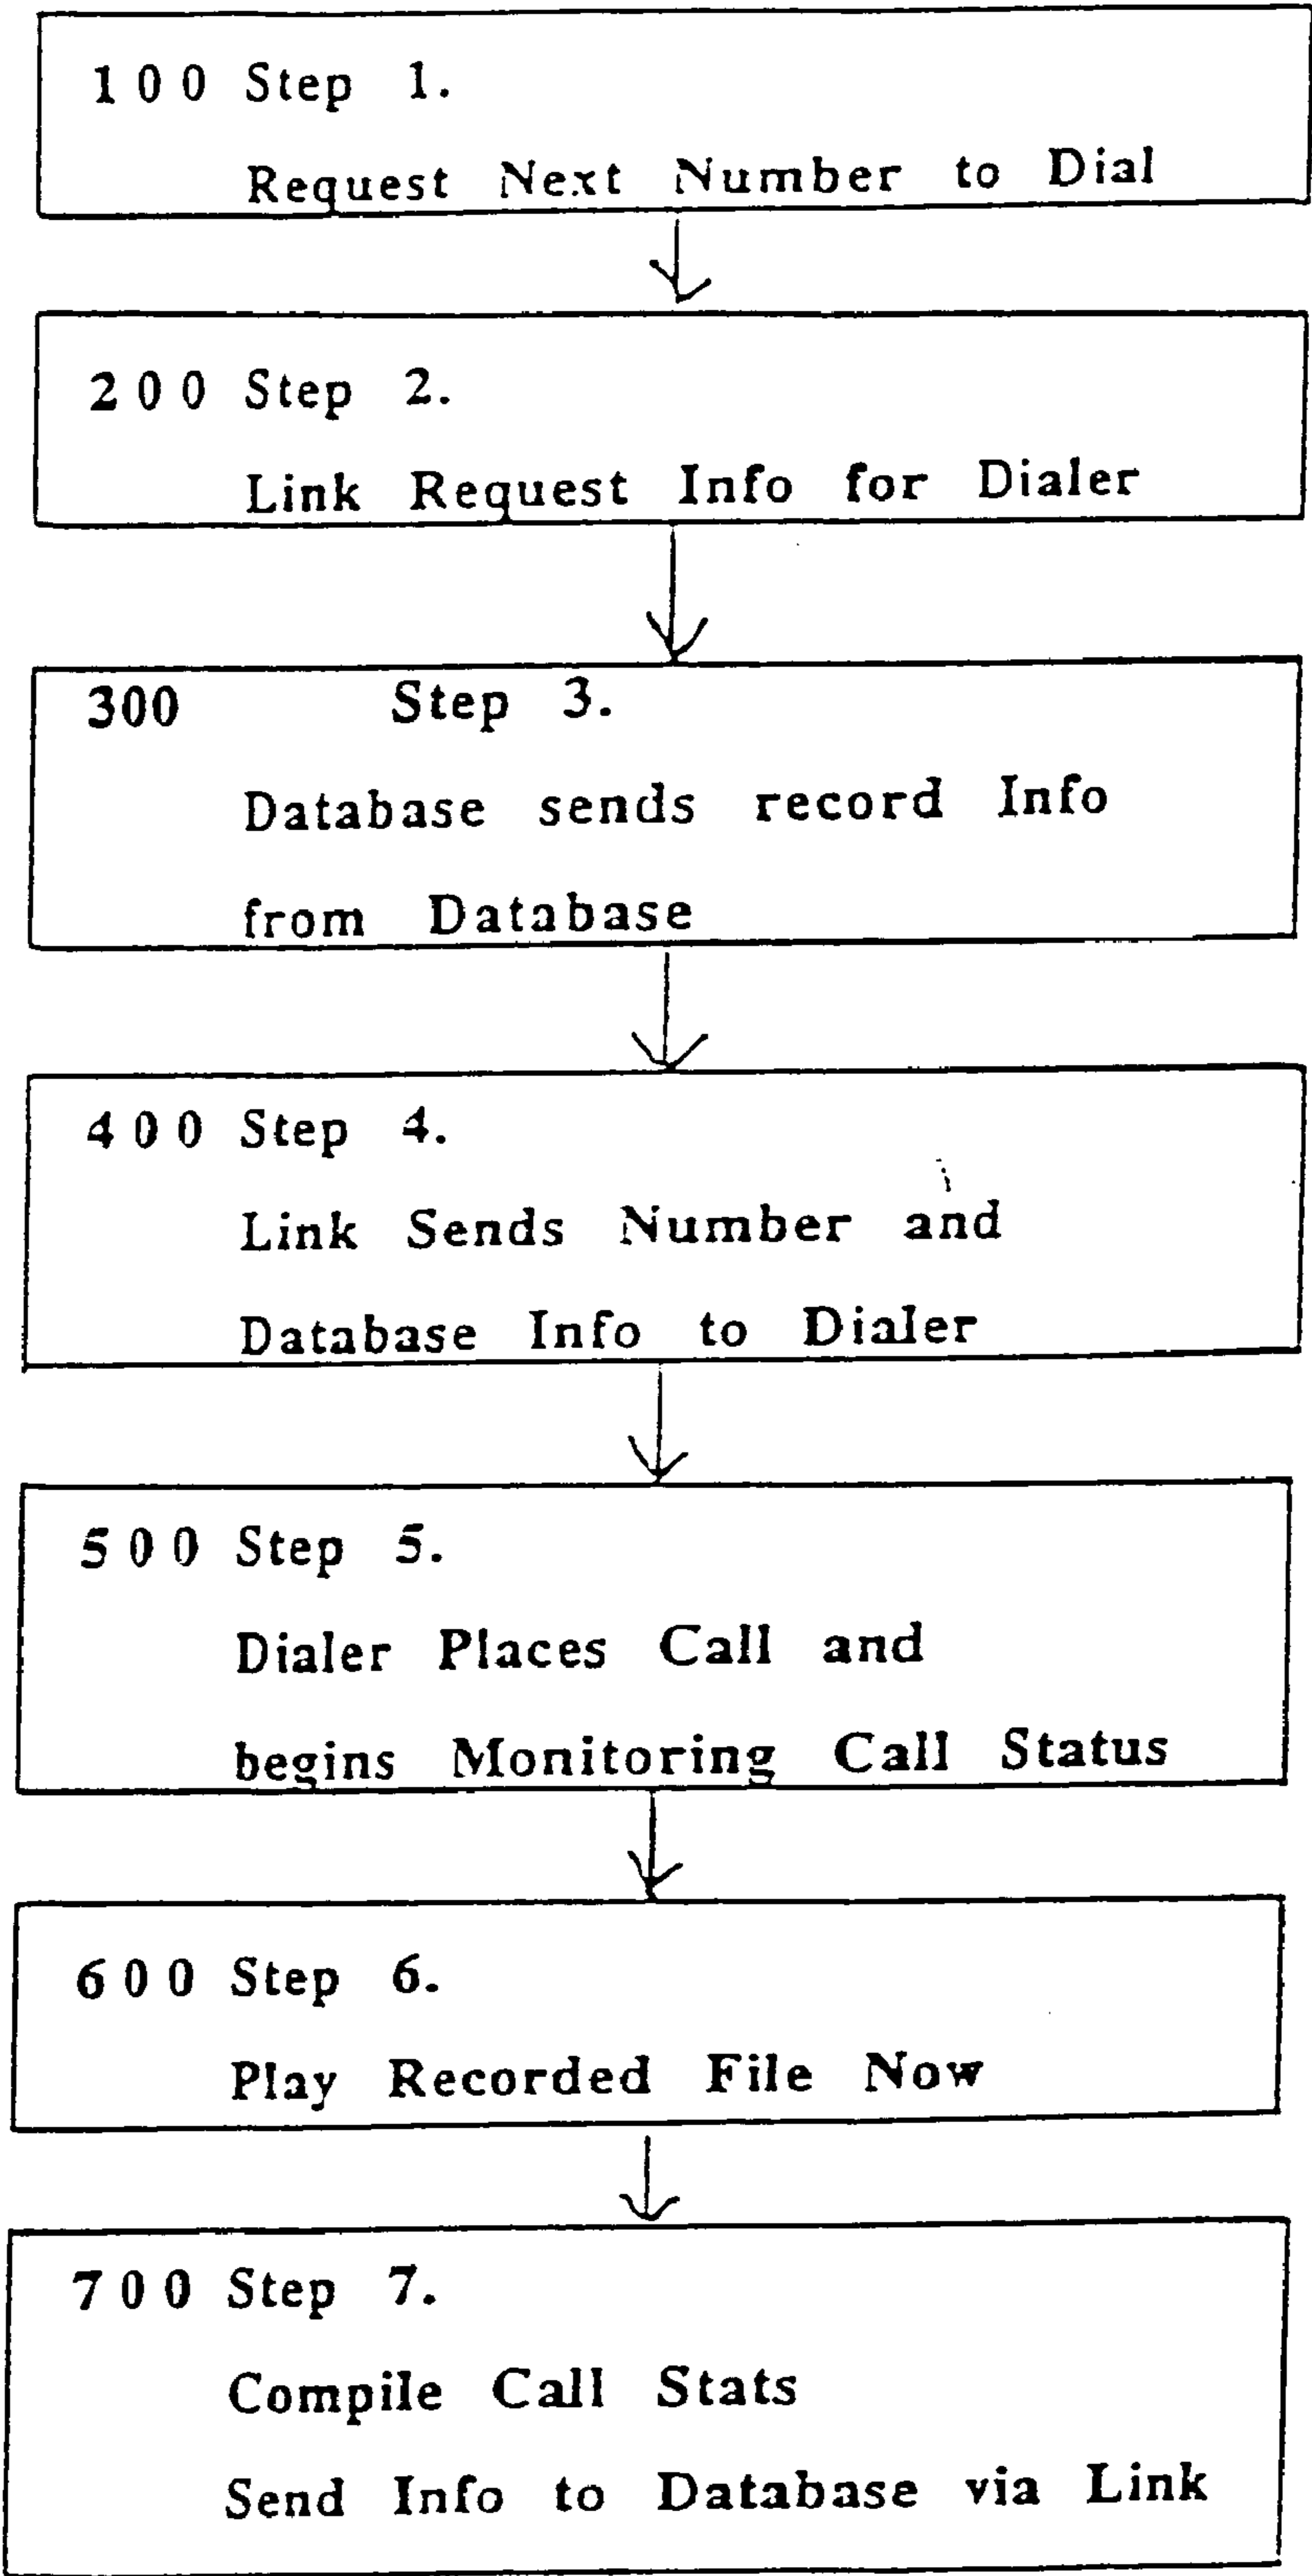 100 Step 1.
Request Next Number to Dial
200 Step 2.
Link Request Info for Dialer
300 Step 3.
Database sends record Info
from Database
400 Step 4.
Link Sends Number and
Database Info to Dialer
500 Step 5.
Dialer Places Call and
begins Monitoring Call Status
600 Step 6.
Play Recorded File Now
700 Step 7.
Compile Call Stats
Send Info to Database via Link